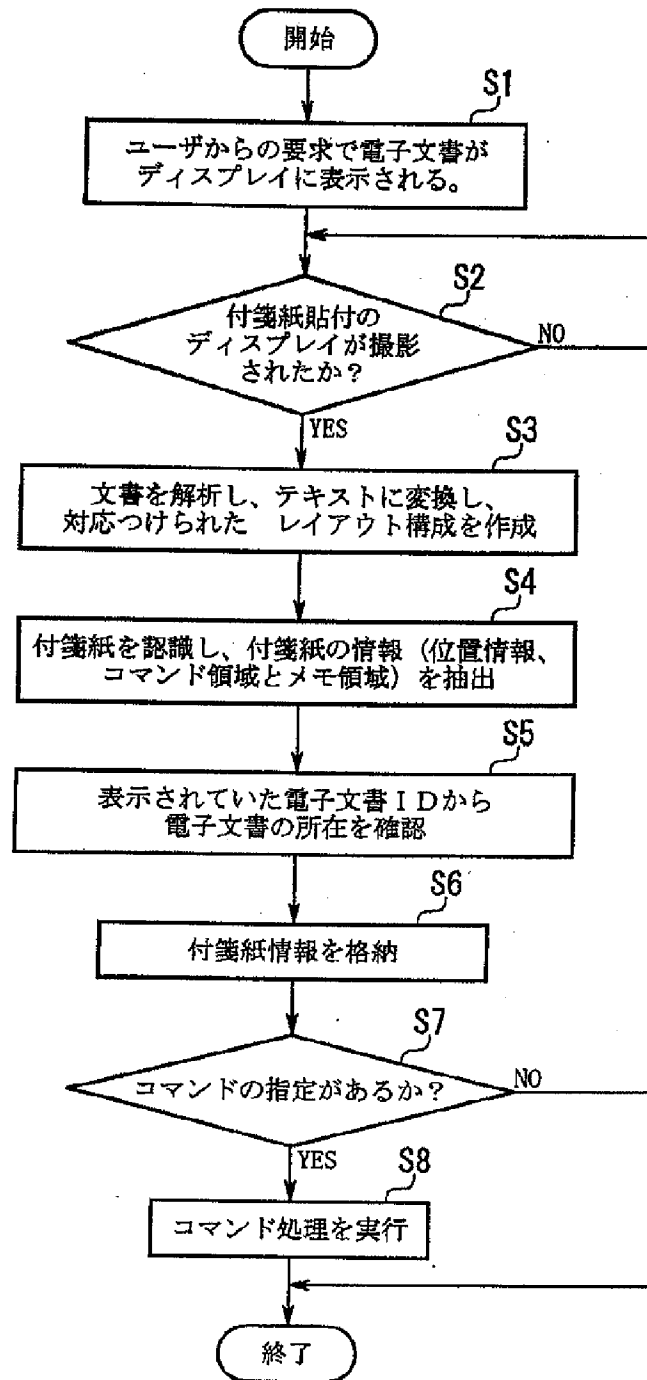 開始
S1
ユーザからの要求で電子文書が
ディスプレイに表示される。
S2
付箋紙貼付の
ディスプレイが撮影
されたか？
NO
YES
S3
文書を解析し、テキストに変換し、
対応つけられた　レイアウト構成を作成
S4
付箋紙を認識し、付箋紙の情報（位置情報、
コマンド領域とメモ領域）を抽出
S5
表示されていた電子文書ＩＤから
電子文書の所在を確認
S6
付箋紙情報を格納
S7
コマンドの指定があるか？
NO
YES
S8
コマンド処理を実行
終了